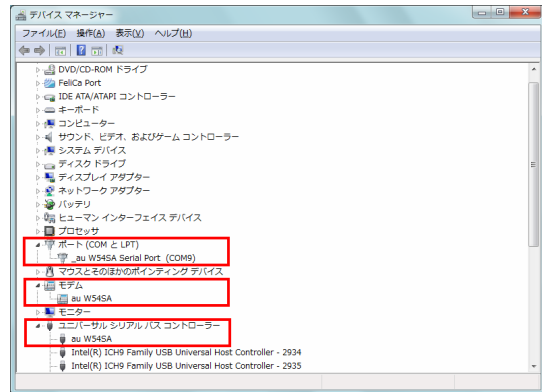 デバイス マネージャー
ファイル(F) 操作(A) 表示(V) ヘルプ(H)
DVD/CD-ROM ドライブ
FeliCa Port
IDE ATA/ATAPI コントローラー
キーボード
コンピューター
サウンド、ビデオ、およびゲーム コントローラー
システム デバイス
ディスク ドライブ
ディスプレイ アダプター
ネットワーク アダプター
バッテリ
ヒューマン インターフェイス デバイス
プロセッサ
ポート (COM と LPT)
_au W54SA Serial Port (COM9)
マウスとそのほかのポインティング デバイス
モデム
au W54SA
モニター
ユニバーサル シリアル バス コントローラー
au W54SA
Intel(R) ICH9 Family USB Universal Host Controller - 2934
Intel(R) ICH9 Family USB Universal Host Controller - 2935